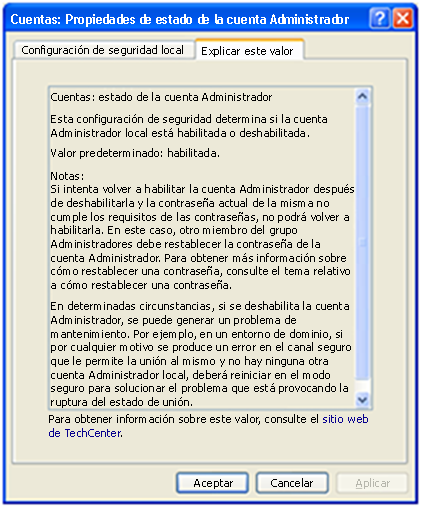 Cuentas: Propiedades de estado de la cuenta Administrador
Configuración de seguridad local
Explicar este valor
Cuentas: estado de la cuenta Administrador
Esta configuración de seguridad determina si la cuenta
Administrador local está habilitada o deshabilitada.
Valor predeterminado: habilitada.
Notas:
Si intenta volver a habilitar la cuenta Administrador después
de deshabilitarla y la contraseña actual de la misma no
cumple los requisitos de las contraseñas, no podrá volver a
habilitarla. En este caso, otro miembro del grupo
Administradores debe restablecer la contraseña de la
cuenta Administrador. Para obtener más información sobre
cómo restablecer una contraseña, consulte el tema relativo
a cómo restablecer una contraseña.
En determinadas circunstancias, si se deshabilita la cuenta
Administrador, se puede generar un problema de
mantenimiento. Por ejemplo, en un entorno de dominio, si
por cualquier motivo se produce un error en el canal seguro
que le permite la unión al mismo y no hay ninguna otra
cuenta Administrador local, deberá reiniciar en el modo
seguro para solucionar el problema que está provocando la
ruptura del estado de unión.
Para obtener información sobre este valor, consulte el sitio web
de TechCenter.
Aceptar
Cancelar
Aplicar